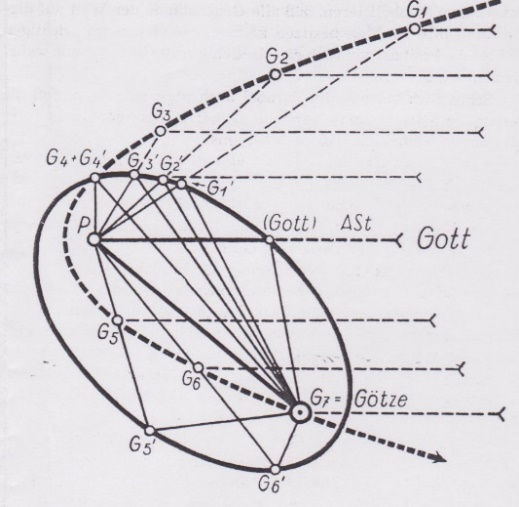 G1
G2
G3
G4+G4' G3' G2' G1'
P (Gott) ASt Gott
G5
G6
G7= Götze
G5'
G6'